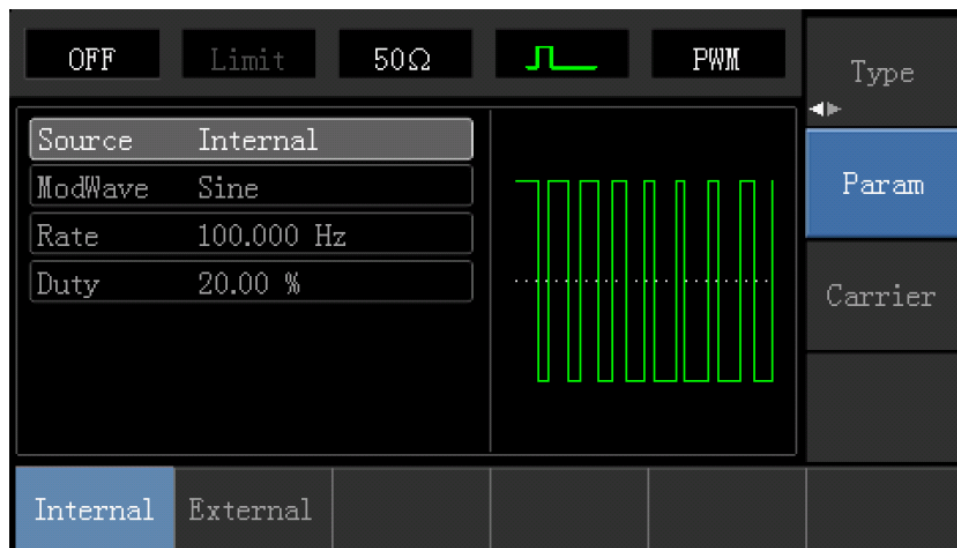 OFF Limit 50Ω PWM
Type
Source Internal
ModWave Sine
Rate 100.000 Hz
Duty 20.00 %
Param
Carrier
Internal External